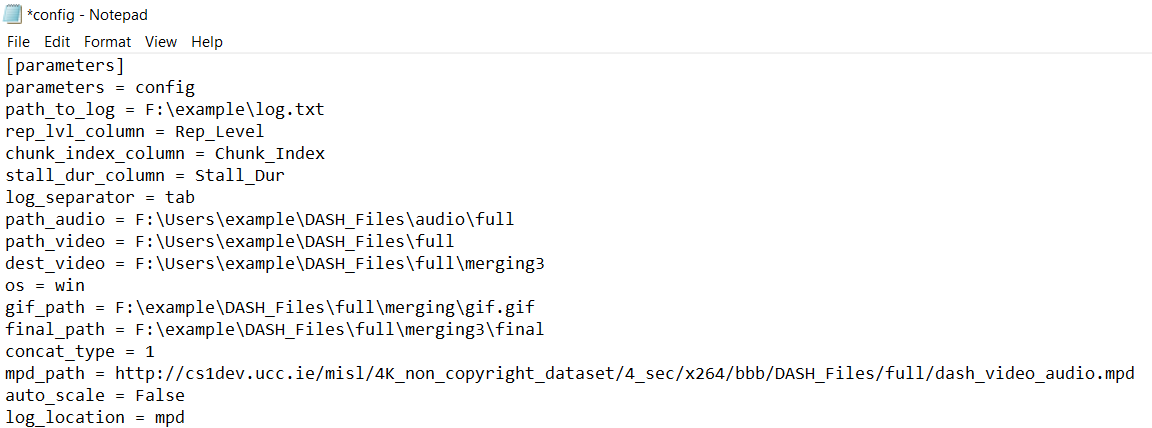 *config - Notepad
File Edit Format View Help
[parameters]
parameters = config
path_to_log = F:\example\log.txt
rep_lvl_column = Rep_Level
chunk_index_column = Chunk_Index
stall_dur_column = Stall_Dur
log_separator = tab
path_audio = F:\Users\example\DASH_Files\audio\full
path_video = F:\Users\example\DASH_Files\full
dest_video = F:\Users\example\DASH_Files\full\merging3
os = win
gif_path = F:\example\DASH_Files\full\merging\gif.gif
final_path = F:\example\DASH_Files\full\merging3\final
concat_type = 1
mpd_path = http://cs1dev.ucc.ie/misl/4K_non_copyright_dataset/4_sec/x264/bbb/DASH_Files/full/dash_video_audio.mpd
auto_scale = False
log_location = mpd